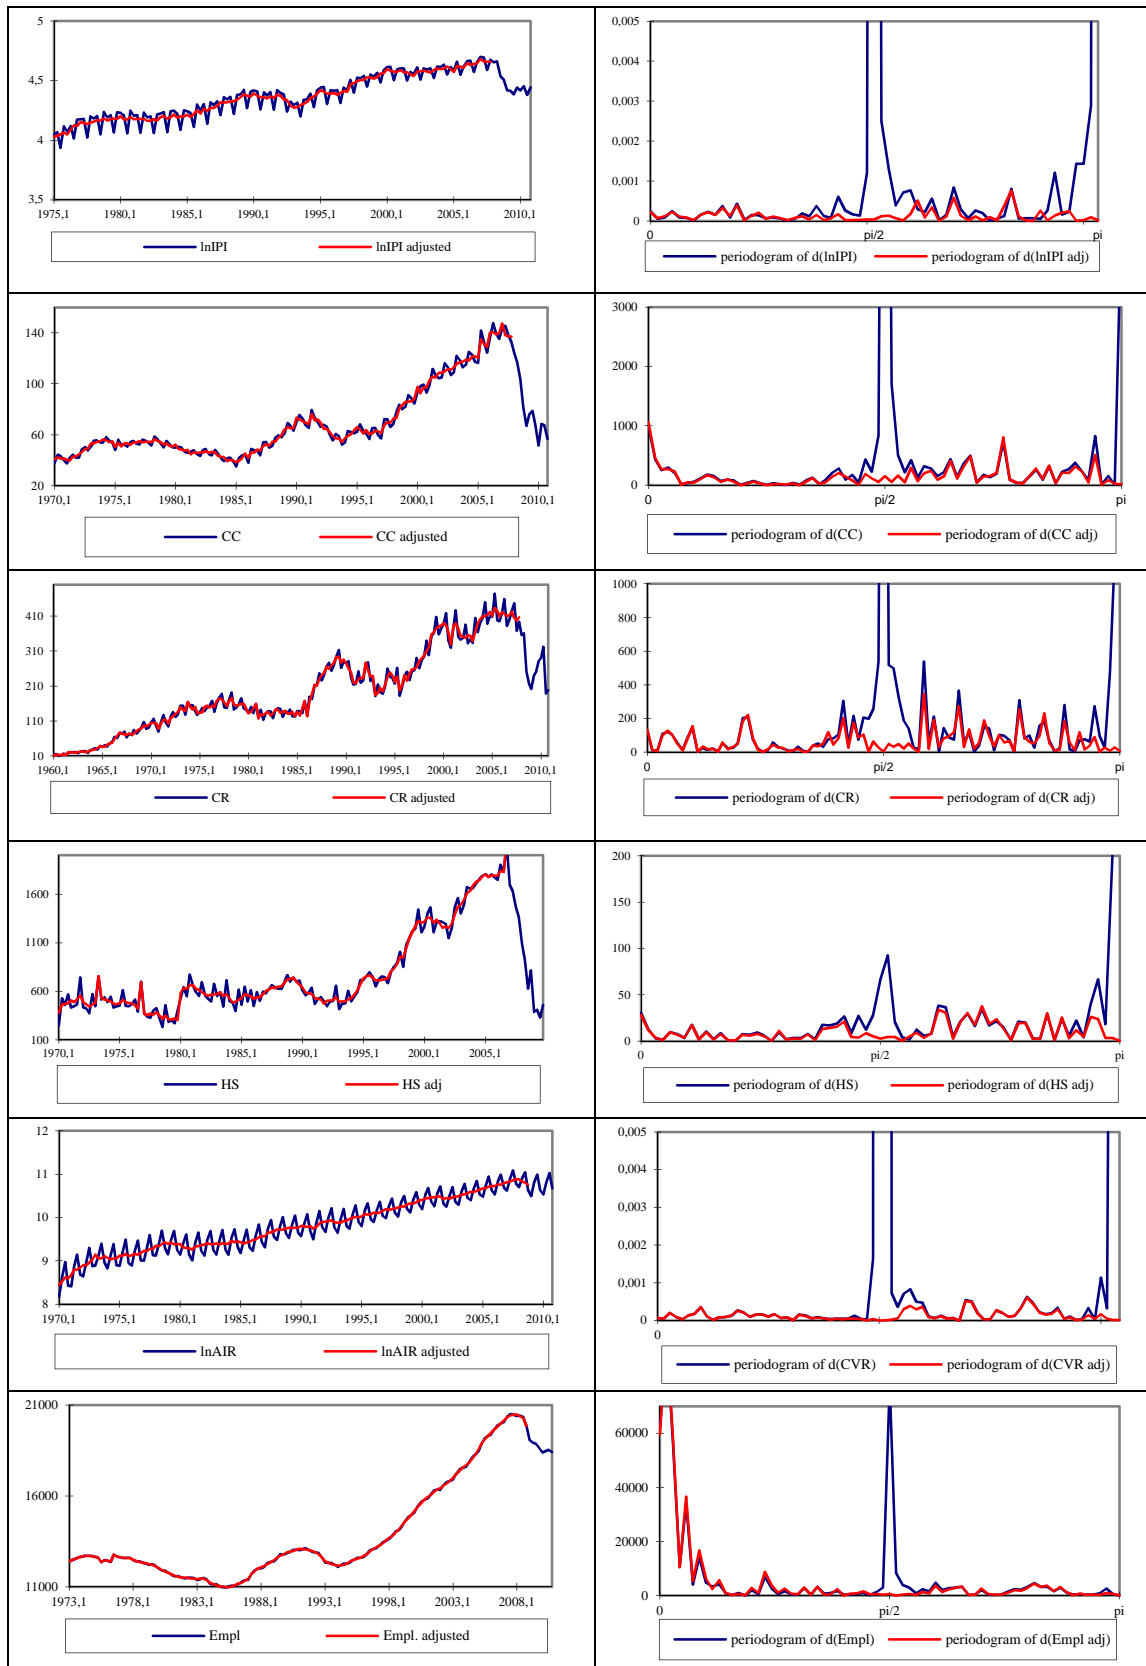 5
4,5
4
3,5
1975,1 1980,1 1985,1 1990,1 1995,1 2000,1 2005,1 2010,1
lnIPI lnIPI adjusted
0,005
0,004
0,003
0,002
0,001
0
0 pi/2 pi
periodogram of d(lnIPI) periodogram of d(lnIPI adj)
140
100
60
20
1970,1 1975,1 1980,1 1985,1 1990,1 1995,1 2000,1 2005,1 2010,1
CC CC adjusted
3000
2000
1000
0
0 pi/2 pi
periodogram of d(CC) periodogram of d(CC adj)
410
310
210
110
10
1960,1 1965,1 1970,1 1975,1 1980,1 1985,1 1990,1 1995,1 2000,1 2005,1 2010,1
CR CR adjusted
1000
800
600
400
200
0
0 pi/2 pi
periodogram of d(CR) periodogram of d(CR adj)
1600
1100
600
100
1970,1 1975,1 1980,1 1985,1 1990,1 1995,1 2000,1 2005,1
HS HS adj
200
150
100
50
0
0 pi/2 pi
periodogram of d(HS) periodogram of d(HS adj)
12
11
10
9
8
1970,1 1975,1 1980,1 1985,1 1990,1 1995,1 2000,1 2005,1 2010,1
lnAIR lnAIR adjusted
0,005
0,004
0,003
0,002
0,001
0
0
periodogram of d(CVR) periodogram of d(CVR adj)
21000
16000
11000
1973,1 1978,1 1983,1 1988,1 1993,1 1998,1 2003,1 2008,1
Empl Empl. adjusted
60000
40000
20000
0
0 pi/2 pi
periodogram of d(Empl) periodogram of d(Empl adj)